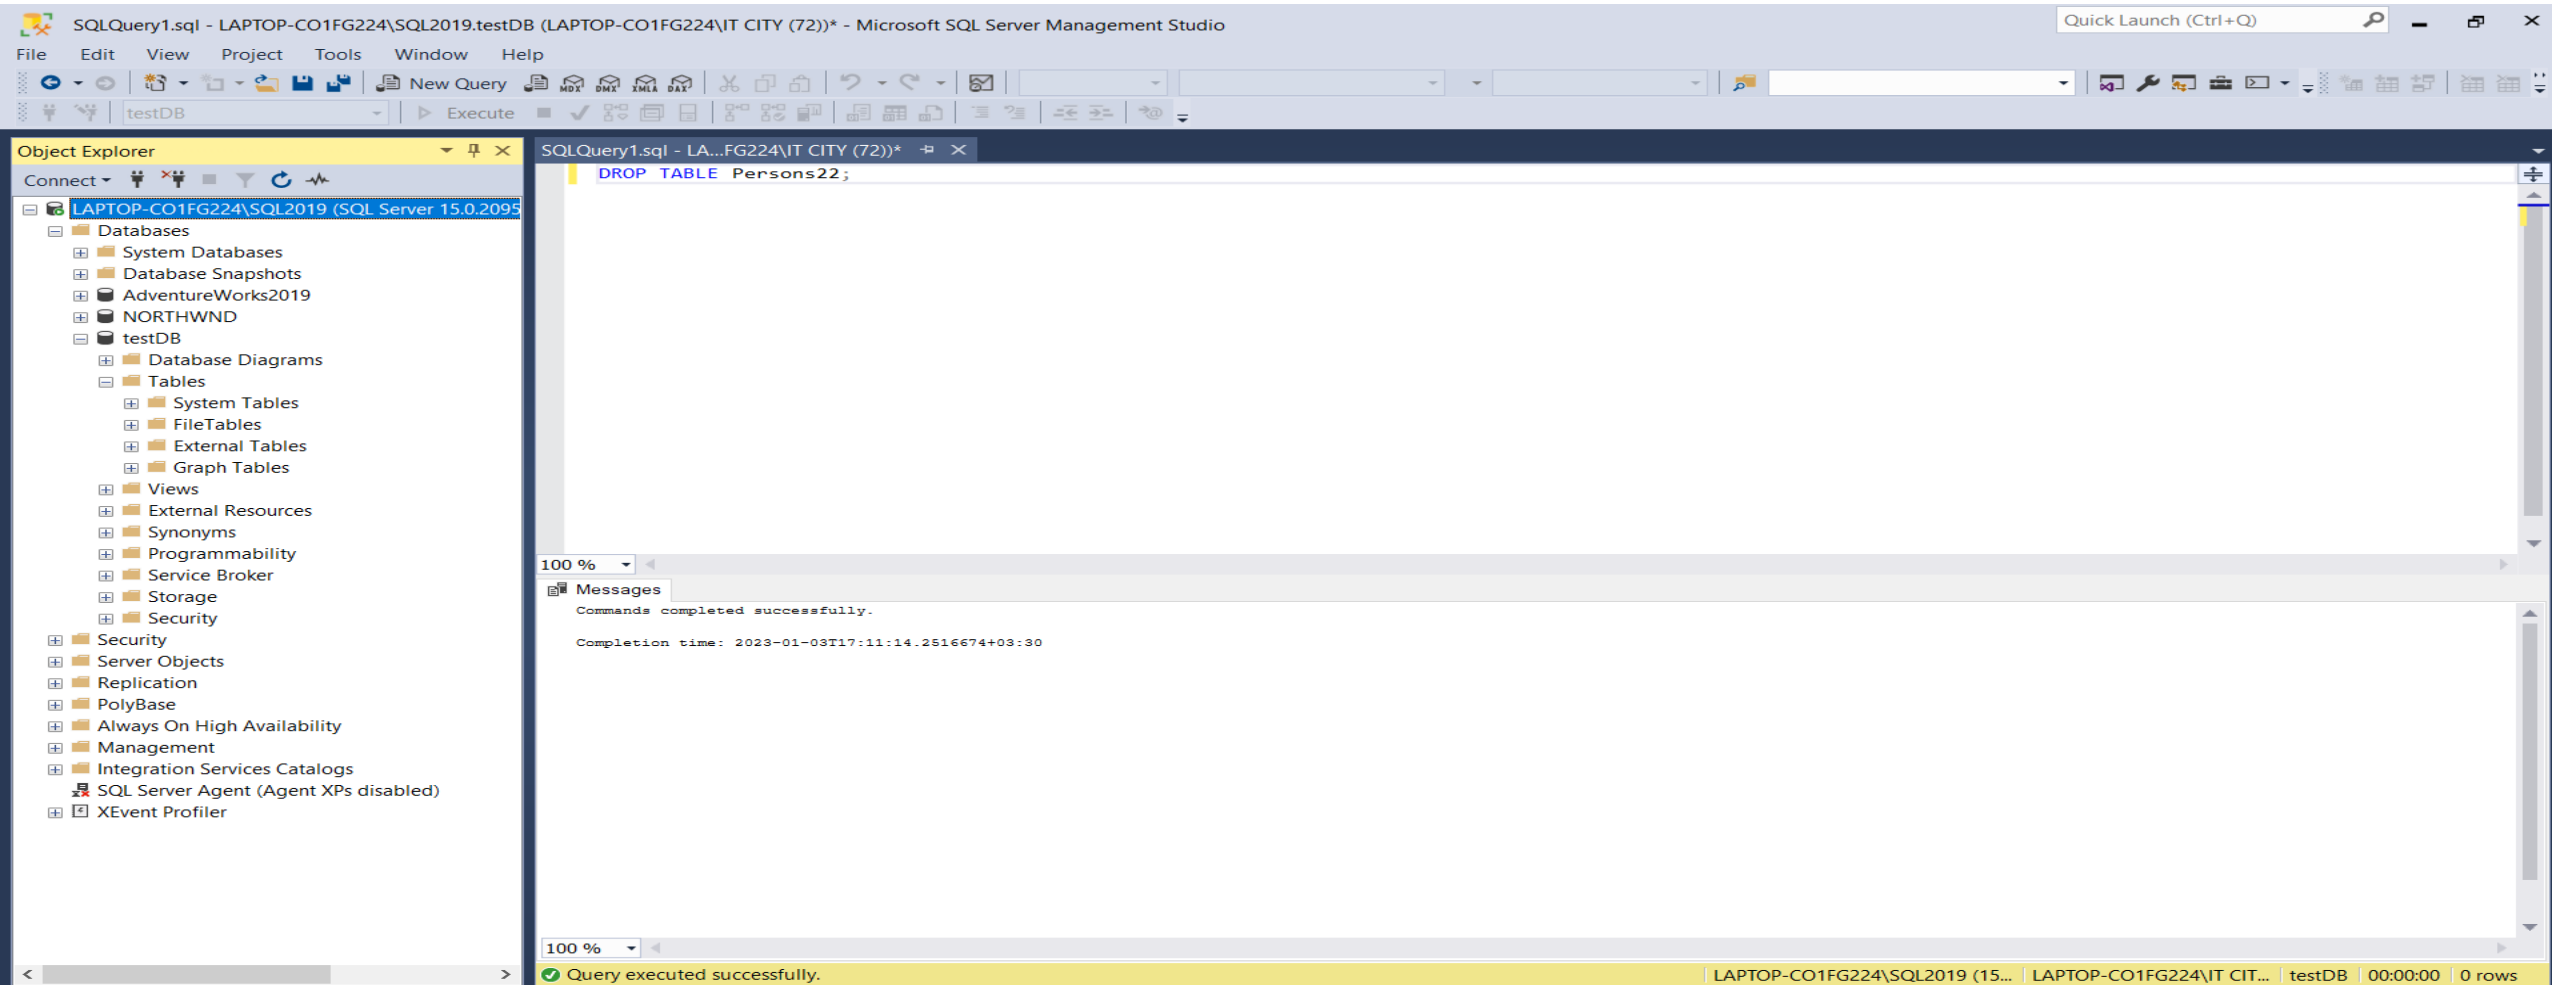 SQLQuery1.sql - LAPTOP-CO1FG224\SQL2019.testDB (LAPTOP-CO1FG224\IT CITY (72))* - Microsoft SQL Server Management Studio
Quick Launch (Ctrl+Q)
File Edit View Project Tools Window Help
New Query MDX DMX XMLA DAX
testDB Execute
Object Explorer
Connect
LAPTOP-CO1FG224\SQL2019 (SQL Server 15.0.2095
Databases
System Databases
Database Snapshots
AdventureWorks2019
NORTHWND
testDB
Database Diagrams
Tables
System Tables
FileTables
External Tables
Graph Tables
Views
External Resources
Synonyms
Programmability
Service Broker
Storage
Security
Security
Server Objects
Replication
PolyBase
Always On High Availability
Management
Integration Services Catalogs
SQL Server Agent (Agent XPs disabled)
XEvent Profiler
SQLQuery1.sql - LA...FG224\IT CITY (72))*
DROP TABLE Persons22;
100 %
Messages
Commands completed successfully.
Completion time: 2023-01-03T17:11:14.2516674+03:30
100 %
Query executed successfully.
LAPTOP-CO1FG224\SQL2019 (15... LAPTOP-CO1FG224\IT CIT... testDB 00:00:00 0 rows